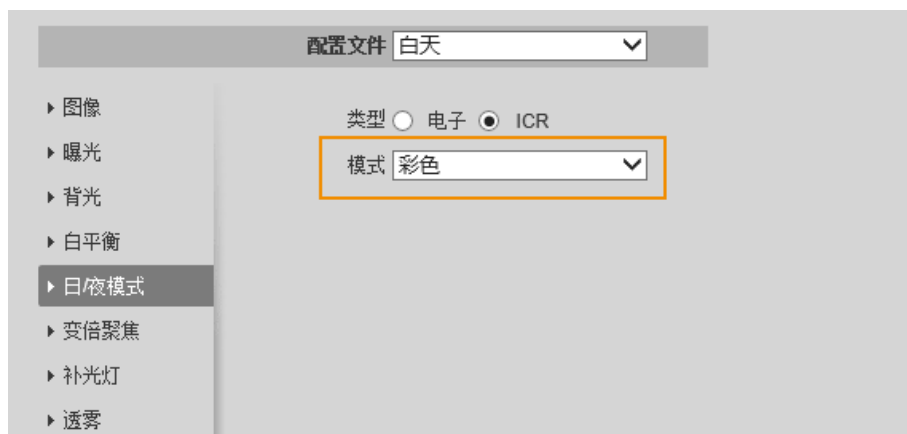 配置文件 白天
图像
类型 电子 ICR
曝光
模式 彩色
背光
白平衡
日/夜模式
变倍聚焦
补光灯
透雾